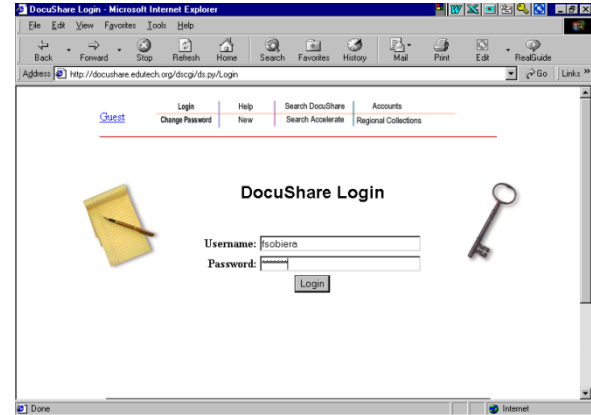 DocuShare Login - Microsoft Internet Explorer
File Edit View Favorites Tools Help
Back Forward Stop Refresh Home Search Favorites History Mail Print Edit RealGuide
Address http://docushare.edutech.org/dscgi/ds.py/Login Go Links »
Guest
Login Help Search DocuShare Accounts
Change Password New Search Accelerate Regional Collections
DocuShare Login
Username: fsobiera
Password: *******
Login
Done Internet